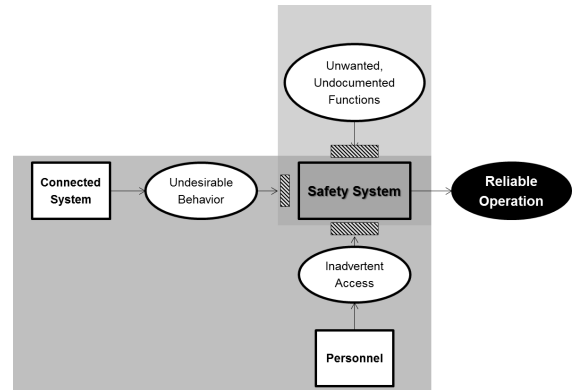 Unwanted,
Undocumented
Functions
Connected
System
Undesirable
Behavior
Safety System
Reliable
Operation
Inadvertent
Access
Personnel